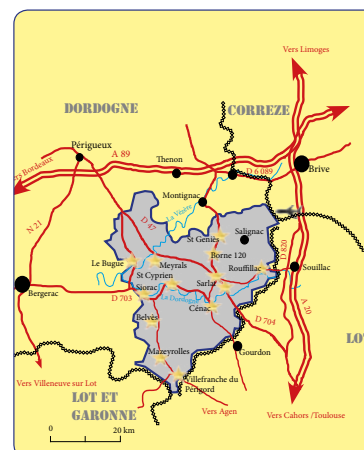 Vers Limoges
DORDOGNE
CORREZE
Périgueux
A 89
Vers Bordeaux
Thenon
D 6 089
Brive
Montignac
La Vézère
N 21
D 47
St Geniès
Salignac
Borne 120
D 820
Le Bugue
Meyrals
Rouffillac
Souillac
St Cyprien
Bergerac
D 703
Siorac
Sarlat
La Dordogne
A 20
Cénac
Belvès
D 704
LOT
Gourdon
Mazeyrolles
Vers Villeneuve sur Lot
Villefranche du
Périgord
LOT ET
GARONNE
Vers Agen
Vers Cahors /Toulouse
0
20 km